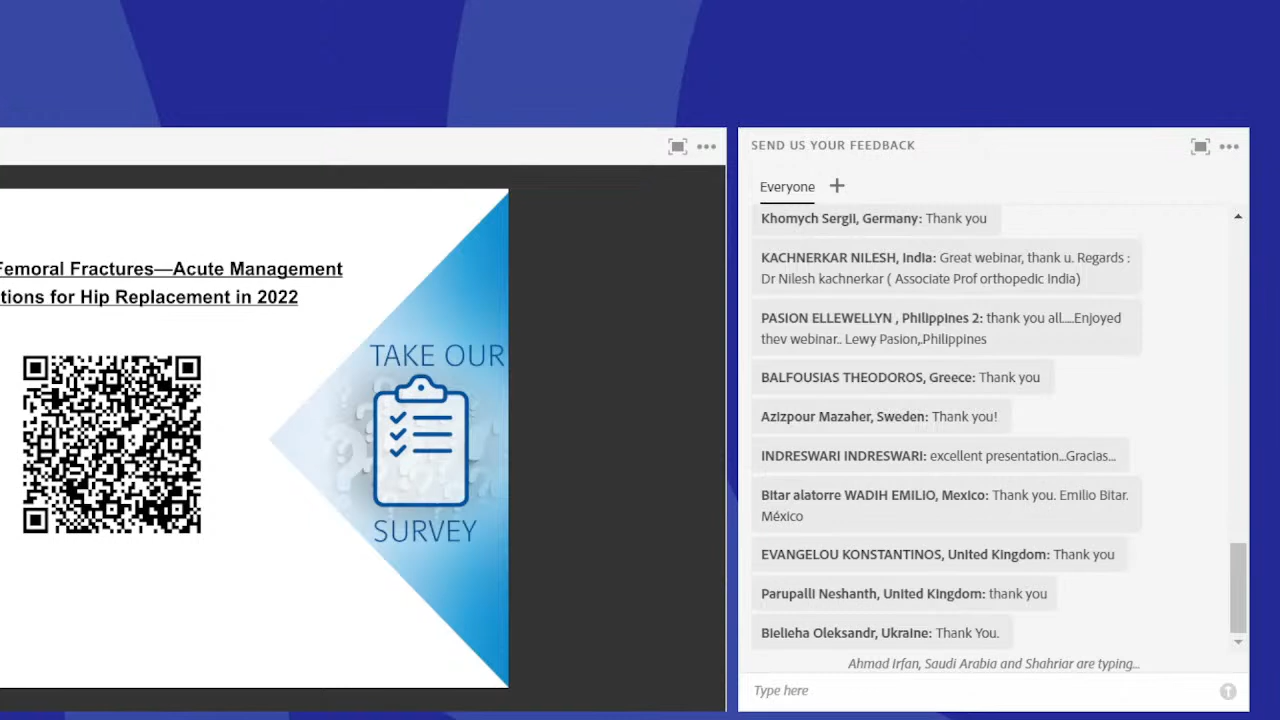 Femoral Fractures—Acute Management
tions for Hip Replacement in 2022
TAKE OUR
SURVEY
SEND US YOUR FEEDBACK
Everyone
Khomych Sergii, Germany: Thank you
KACHNERKAR NILESH, India: Great webinar, thank u. Regards :
Dr Nilesh kachnerkar ( Associate Prof orthopedic India)
PASION ELLEWELLYN , Philippines 2: thank you all.....Enjoyed
thev webinar.. Lewy Pasion,.Philippines
BALFOUSIAS THEODOROS, Greece: Thank you
Azizpour Mazaher, Sweden: Thank you!
INDRESWARI INDRESWARI: excellent presentation...Gracias...
Bitar alatorre WADIH EMILIO, Mexico: Thank you. Emilio Bitar.
México
EVANGELOU KONSTANTINOS, United Kingdom: Thank you
Parupalli Neshanth, United Kingdom: thank you
Bielieha Oleksandr, Ukraine: Thank You.
Ahmad Irfan, Saudi Arabia and Shahriar are typing...
Type here